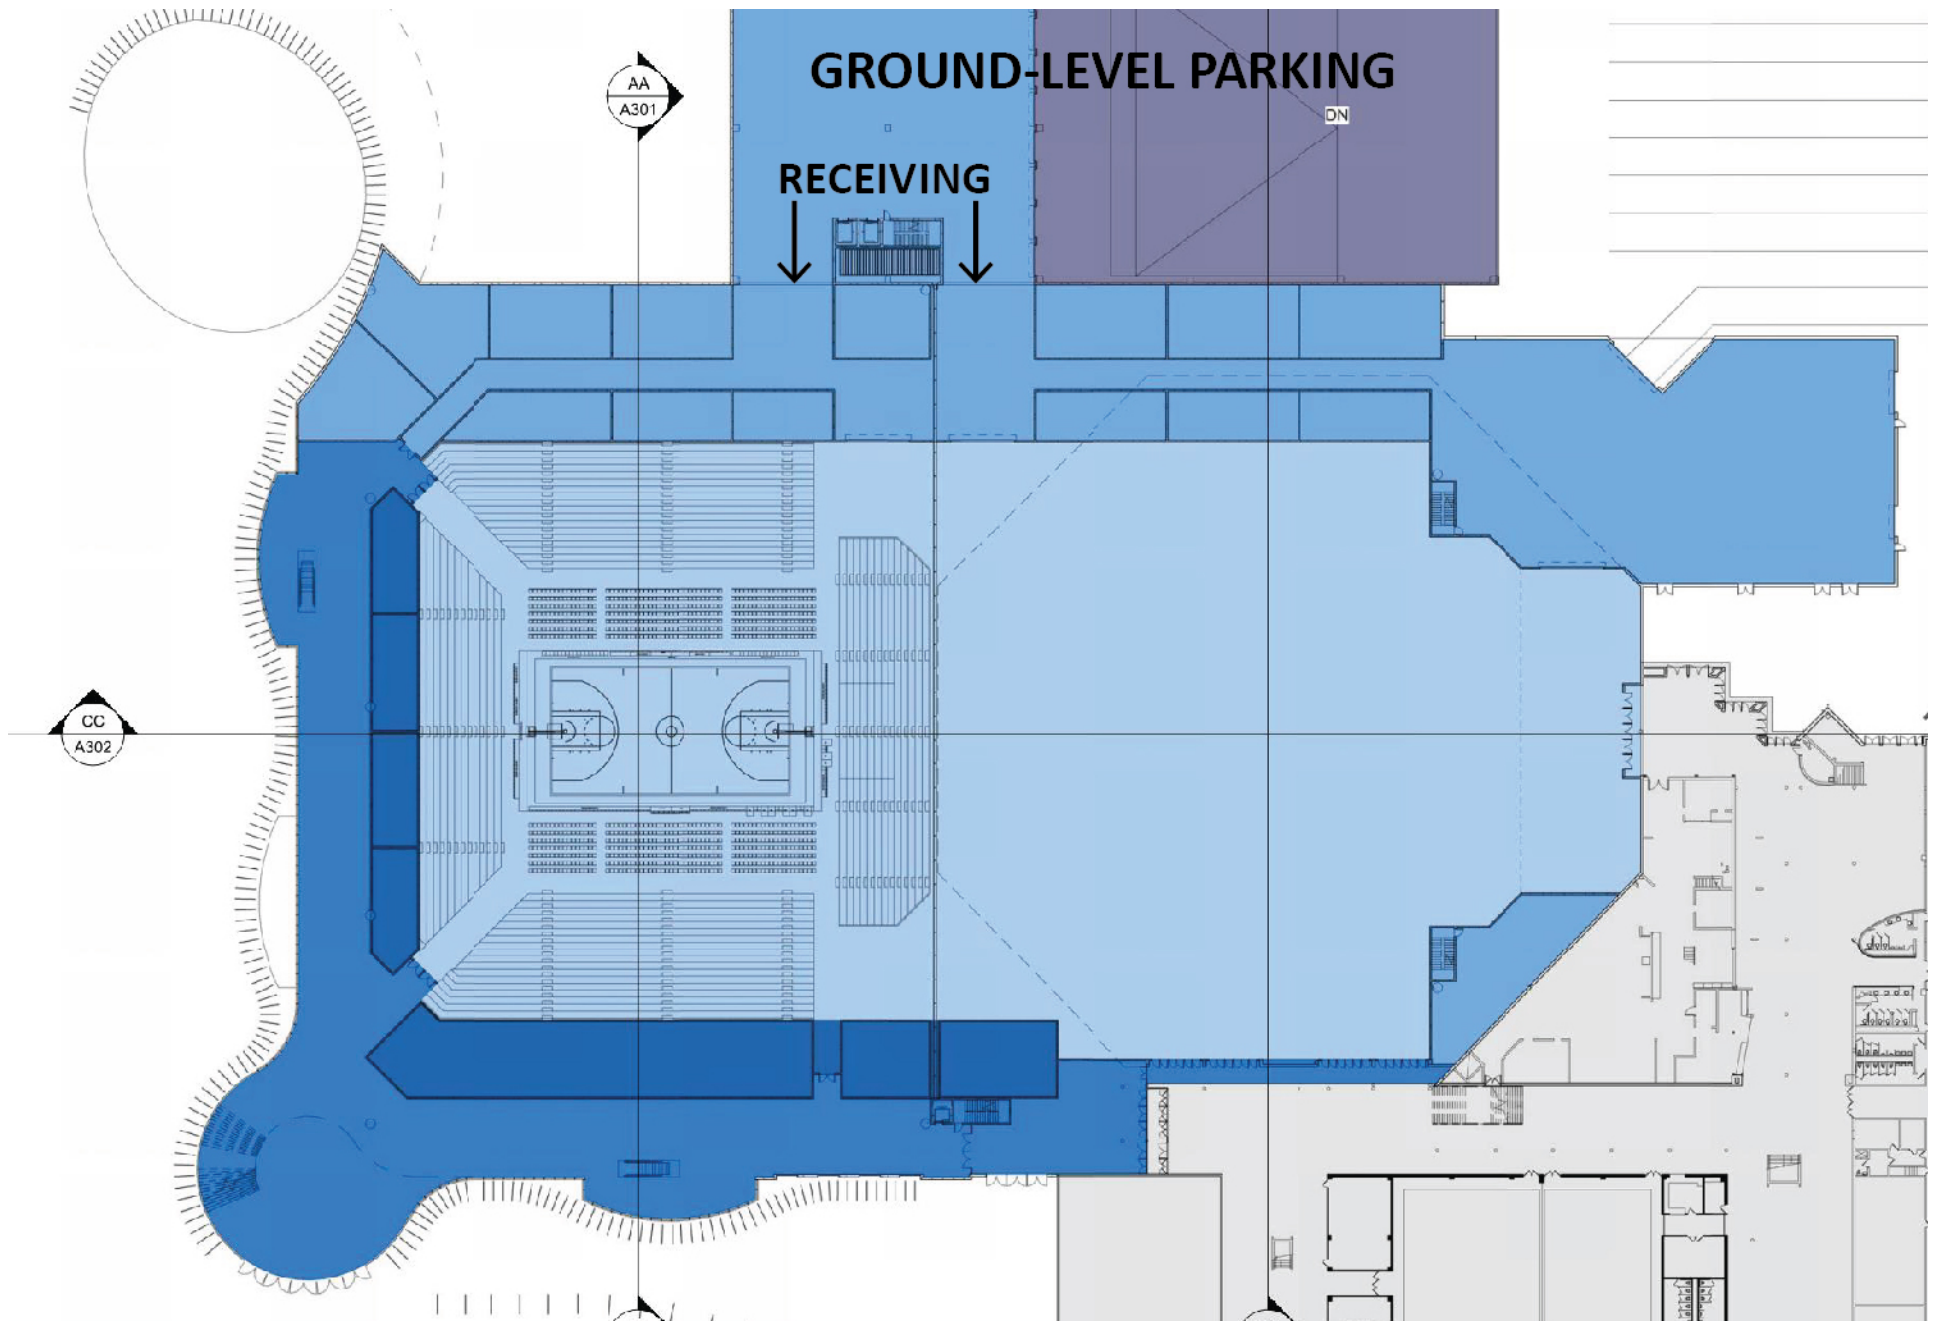 GROUND-LEVEL PARKING
AA
A301
DN
RECEIVING
CC
A302